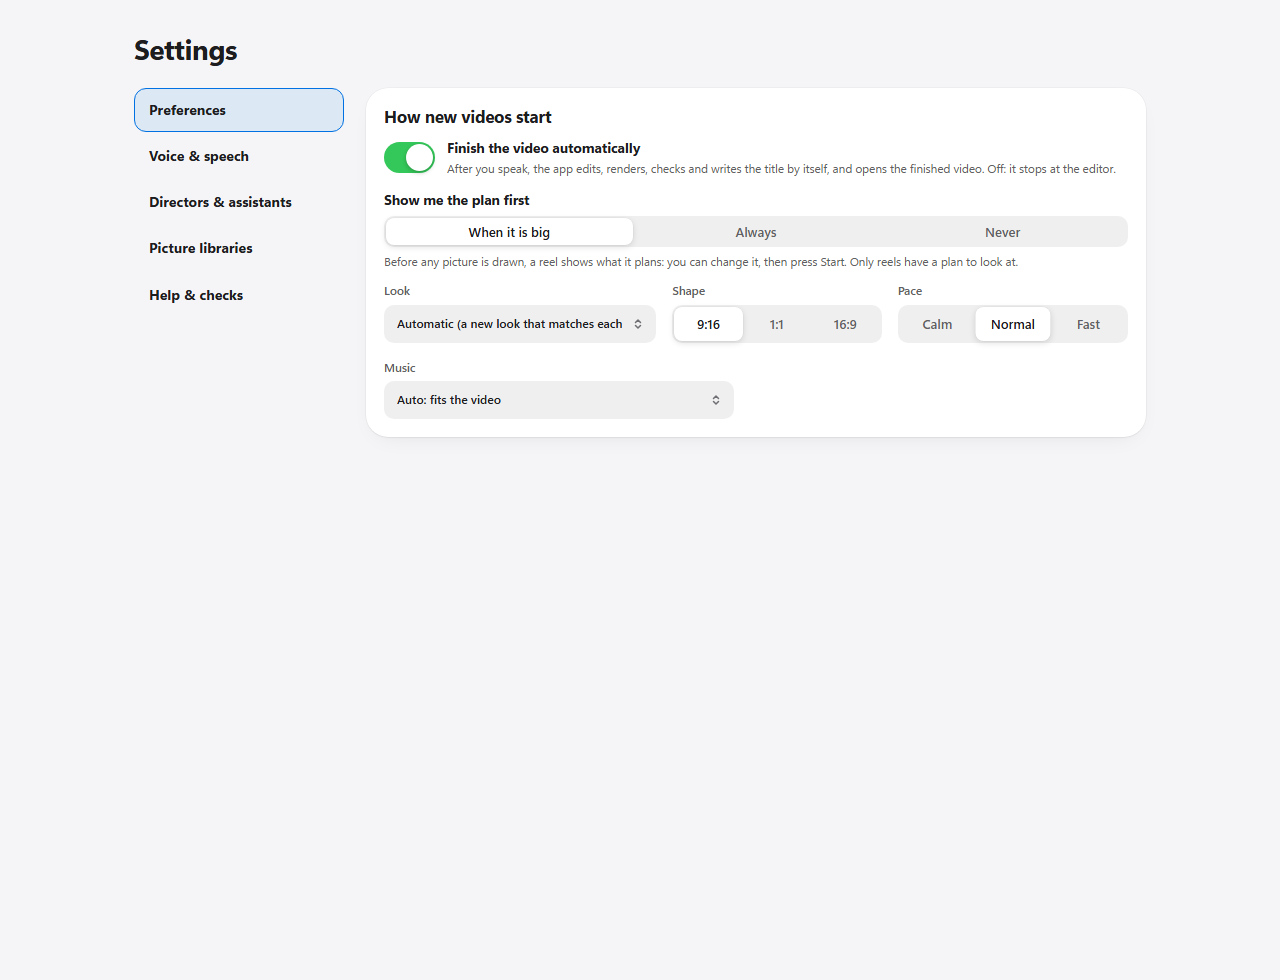 Settings
Preferences
Voice & speech
Directors & assistants
Picture libraries
Help & checks
How new videos start
Finish the video automatically
After you speak, the app edits, renders, checks and writes the title by itself, and opens the finished video. Off: it stops at the editor.
Show me the plan first
When it is big
Always
Never
Before any picture is drawn, a reel shows what it plans: you can change it, then press Start. Only reels have a plan to look at.
Look
Shape
Pace
Automatic (a new look that matches each
9:16
1:1
16:9
Calm
Normal
Fast
Music
Auto: fits the video